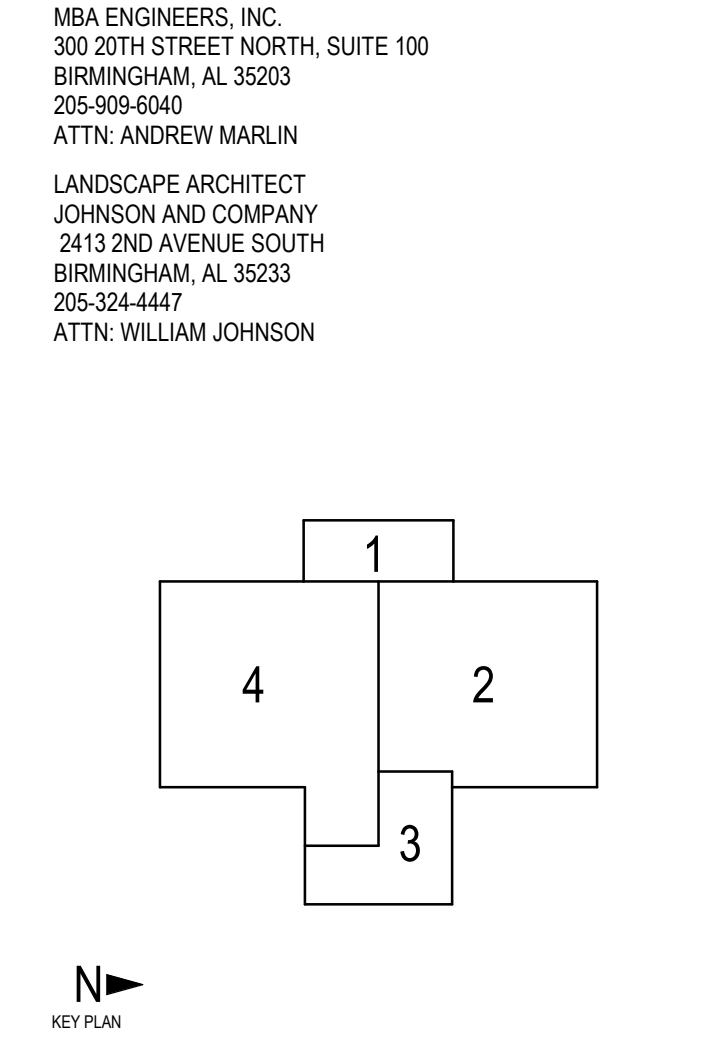 MBA ENGINEERS, INC.
300 20TH STREET NORTH, SUITE 100
BIRMINGHAM, AL 35203
205-909-6040
ATTN: ANDREW MARLIN
LANDSCAPE ARCHITECT
JOHNSON AND COMPANY
2413 2ND AVENUE SOUTH
BIRMINGHAM, AL 35233
205-324-4447
ATTN: WILLIAM JOHNSON
1
4
2
3
N
KEY PLAN